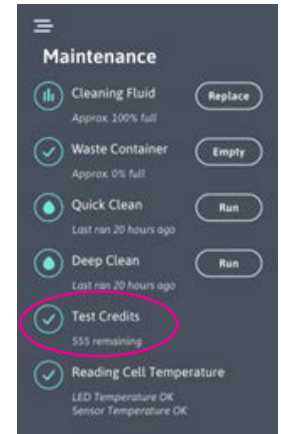 Maintenance
Cleaning Fluid
Replace
Approx. 100% full
Waste Container
Empty
Approx. 0% full
Quick Clean
Run
Last ran 20 hours ago
Deep Clean
Run
Last ran 20 hours ago
Test Credits
555 remaining
Reading Cell Temperature
LED Temperature OK
Sensor Temperature OK